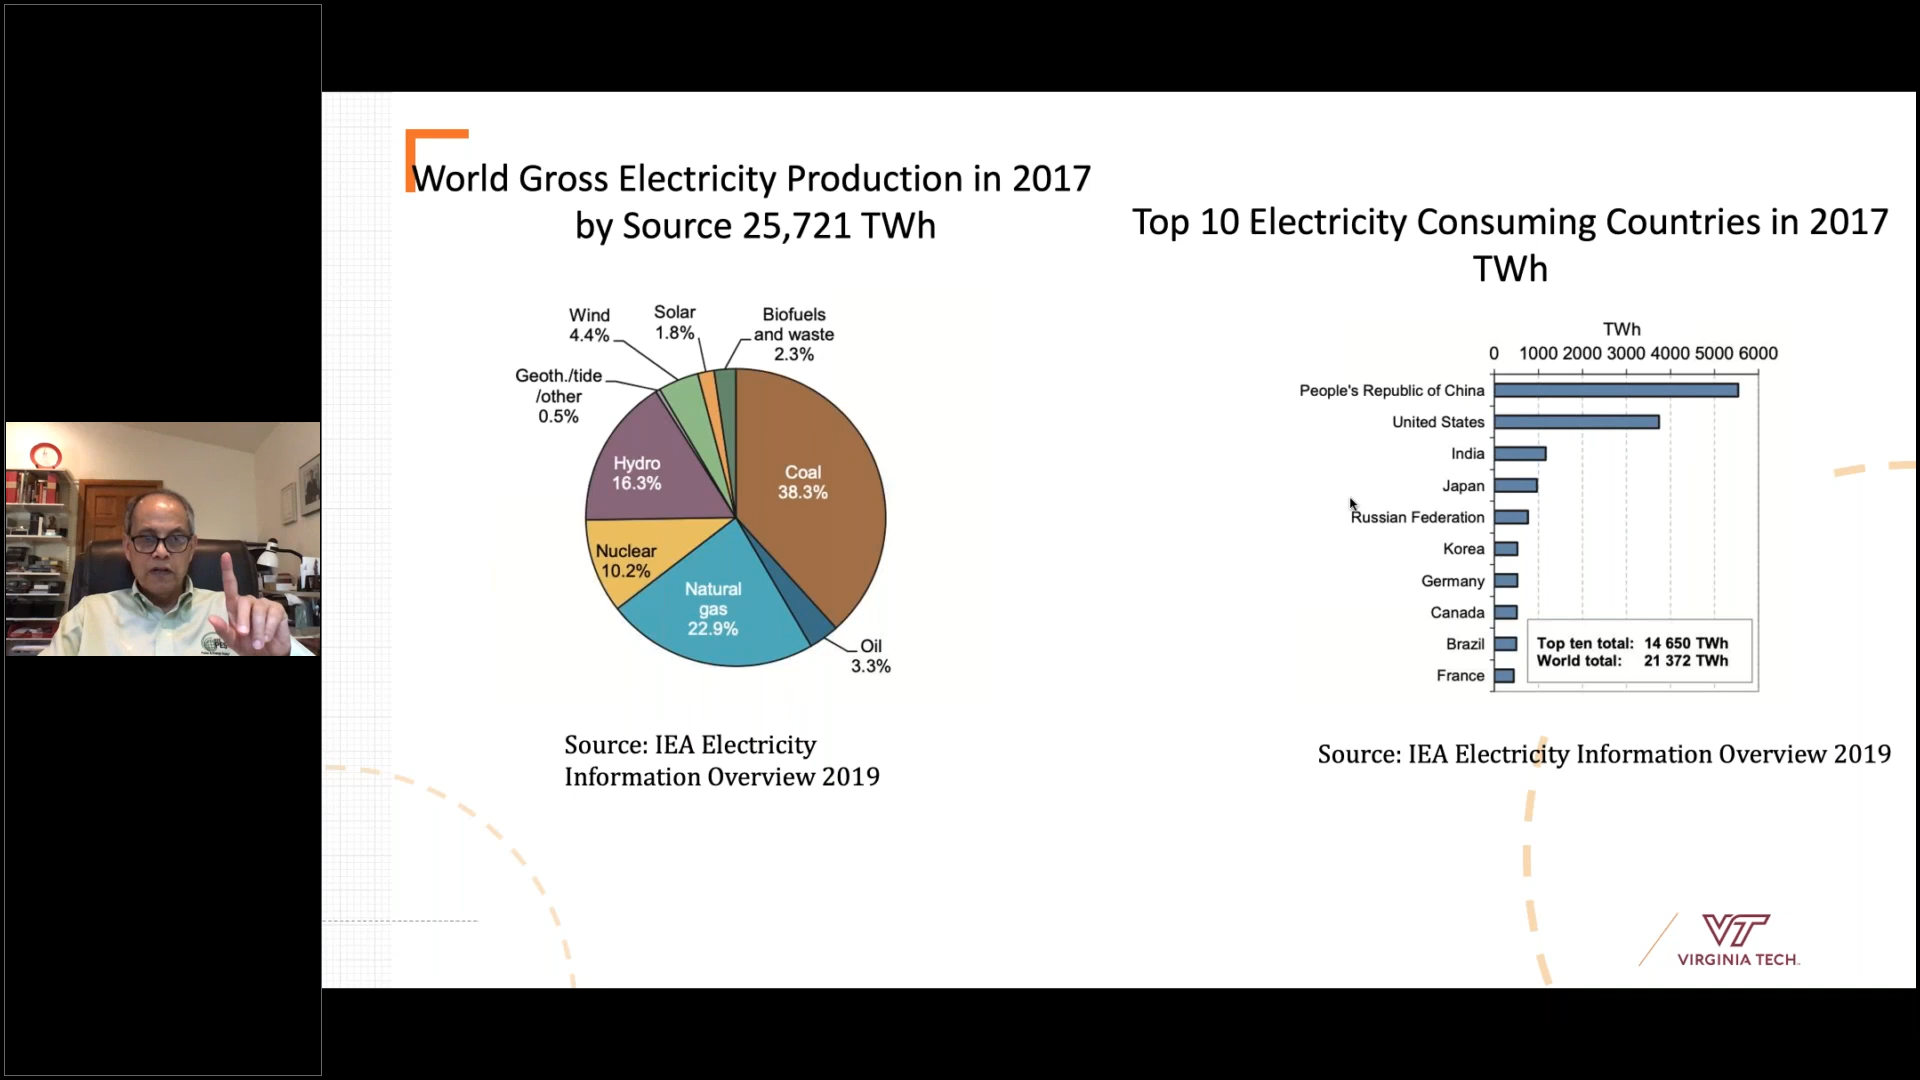 World Gross Electricity Production in 2017
by Source 25,721 TWh
Wind
4.4%
Solar
1.8%
Biofuels
and waste
2.3%
Geoth./tide
/other
0.5%
Hydro
16.3%
Coal
38.3%
Nuclear
10.2%
Natural
gas
22.9%
Oil
3.3%
Source: IEA Electricity
Information Overview 2019
Top 10 Electricity Consuming Countries in 2017
TWh
TWh
0 1000 2000 3000 4000 5000 6000
People's Republic of China
United States
India
Japan
Russian Federation
Korea
Germany
Canada
Brazil
France
Top ten total: 14 650 TWh
World total: 21 372 TWh
Source: IEA Electricity Information Overview 2019
VT
VIRGINIA TECH